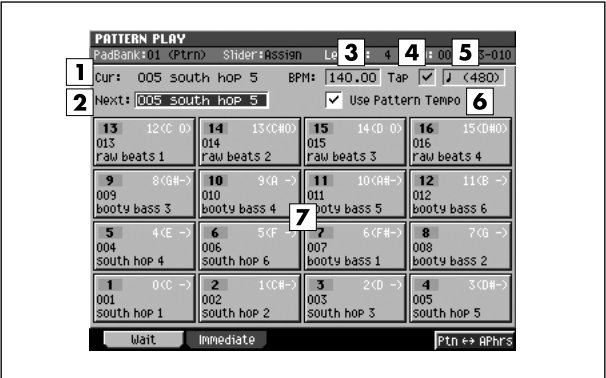 PATTERN PLAY
PadBank:01 (Ptrn) Slider:Assign 4 00 3-010
3 4 5
1 Cur: 005 south hop 5 BPM: 140.00 Tap ♩ (480)
2 Next: 005 south hop 5 Use Pattern Tempo 6
13 12(C 0) 14 13(C#0) 15 14(D 0) 16 15(D#0)
013 014 015 016
raw beats 1 raw beats 2 raw beats 3 raw beats 4
9 8(G#-) 10 9(A -) 11 10(A#-) 12 11(B -)
009 010 011 012
booty bass 3 booty bass 4 booty bass 5 booty bass 6
7
5 4(E -) 6 5(F -) 7 6(F#-) 8 7(G -)
004 006 007 008
south hop 4 south hop 6 booty bass 1 booty bass 2
1 0(C -) 2 1(C#-) 3 2(D -) 4 3(D#-)
001 002 003 005
south hop 1 south hop 2 south hop 3 south hop 5
Wait Immediate Ptn ↔ APhrs